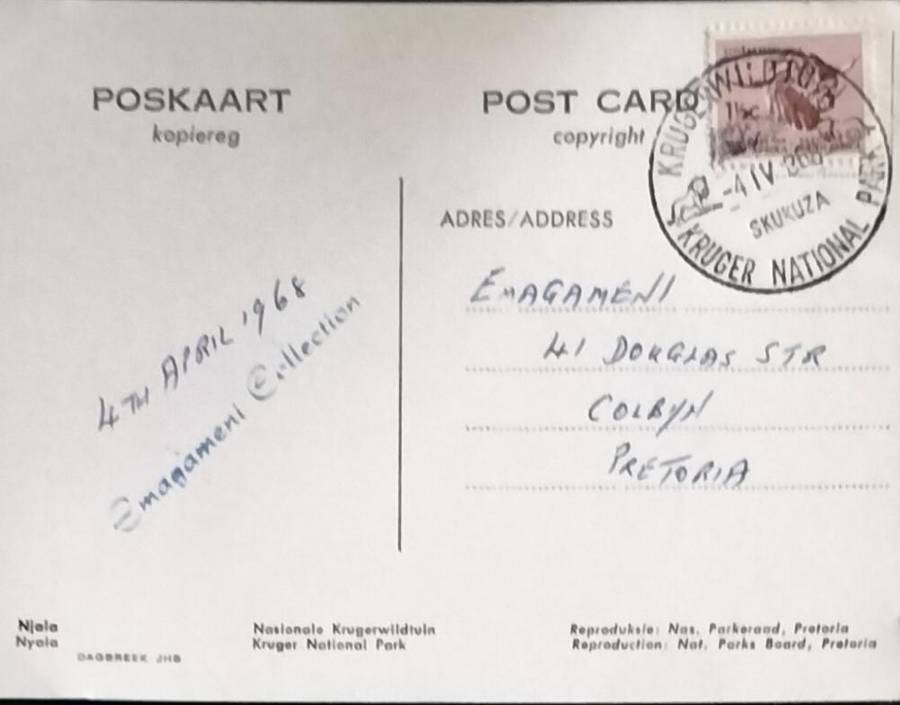 POSKAART
kopiereg
POST CARD
copyright
KRUGERWILDTUIN
1½c
-4 IV
SKUKUZA
KRUGER NATIONAL PARK
ADRES/ADDRESS
EMAGAMENI
41 DOUGLAS STR
COLBYN
PRETORIA
4TH APRIL 1968
Emagameni Collection
Njala
Nyala
DAGBREEK JHB
Nasionale Krugerwildtuin
Kruger National Park
Reproduksie: Nas. Parkeraad, Pretoria
Reproduction: Nat. Parks Board, Pretoria